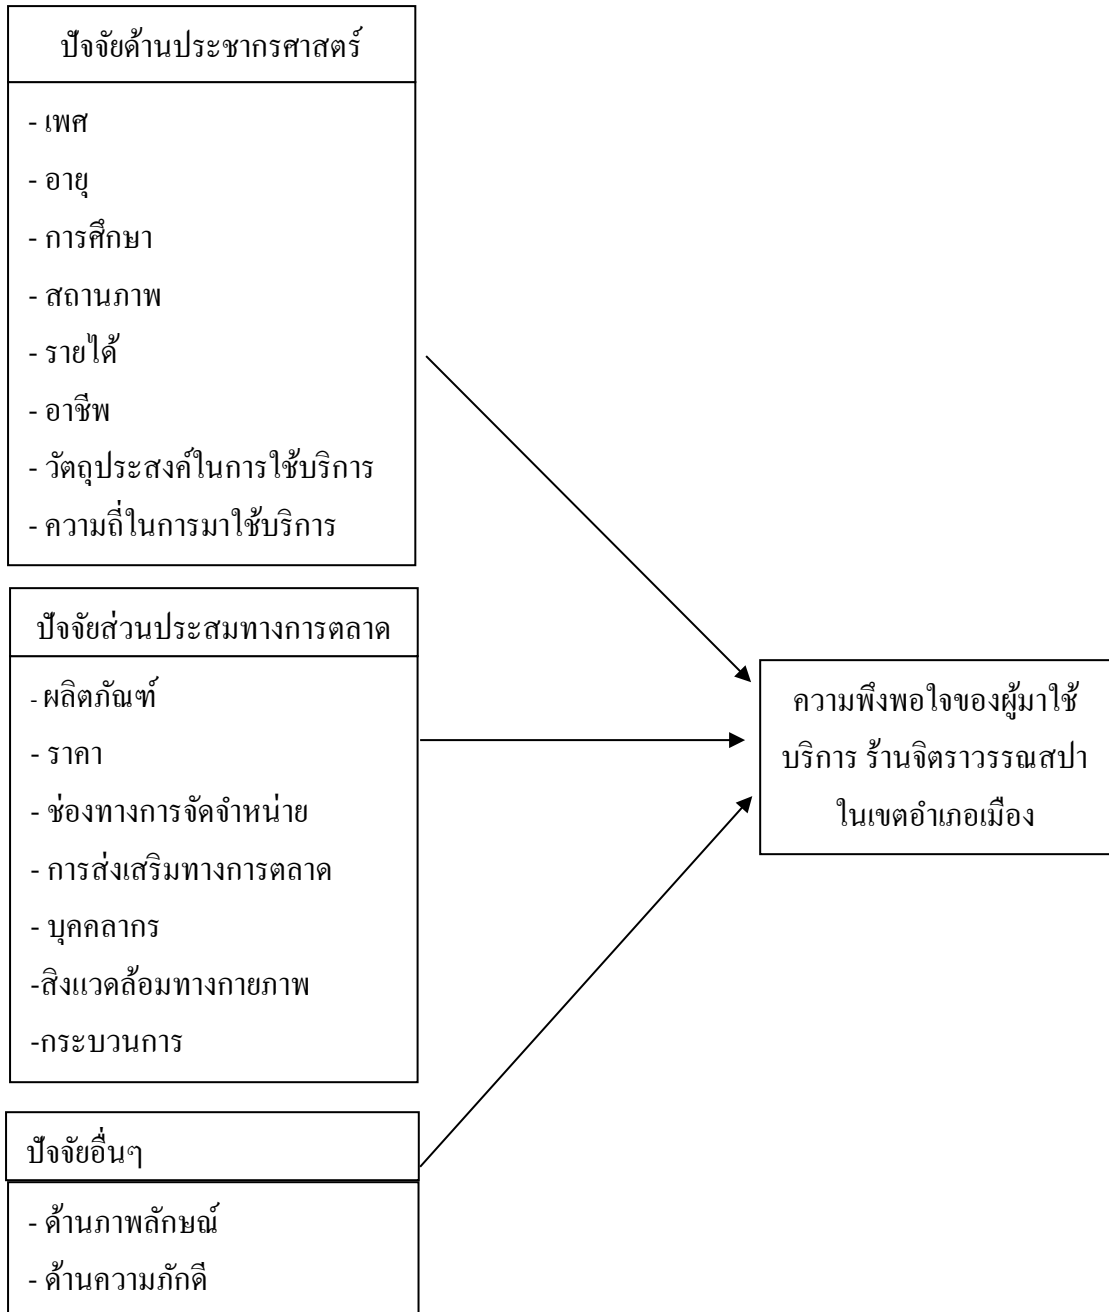 ปัจจัยด้านประชากรศาสตร์
- เพศ
- อายุ
- การศึกษา
- สถานภาพ
- รายได้
- อาชีพ
- วัตถุประสงค์ในการใช้บริการ
- ความถี่ในการมาใช้บริการ
ปัจจัยส่วนประสมทางการตลาด
- ผลิตภัณฑ์
- ราคา
- ช่องทางการจัดจำหน่าย
- การส่งเสริมทางการตลาด
- บุคคลากร
-สิงแวดล้อมทางกายภาพ
-กระบวนการ
ปัจจัยอื่นๆ
- ด้านภาพลักษณ์
- ด้านความภักดี
ความพึงพอใจของผู้มาใช้
บริการ ร้านจิตราวรรณสปา
ในเขตอำเภอเมือง